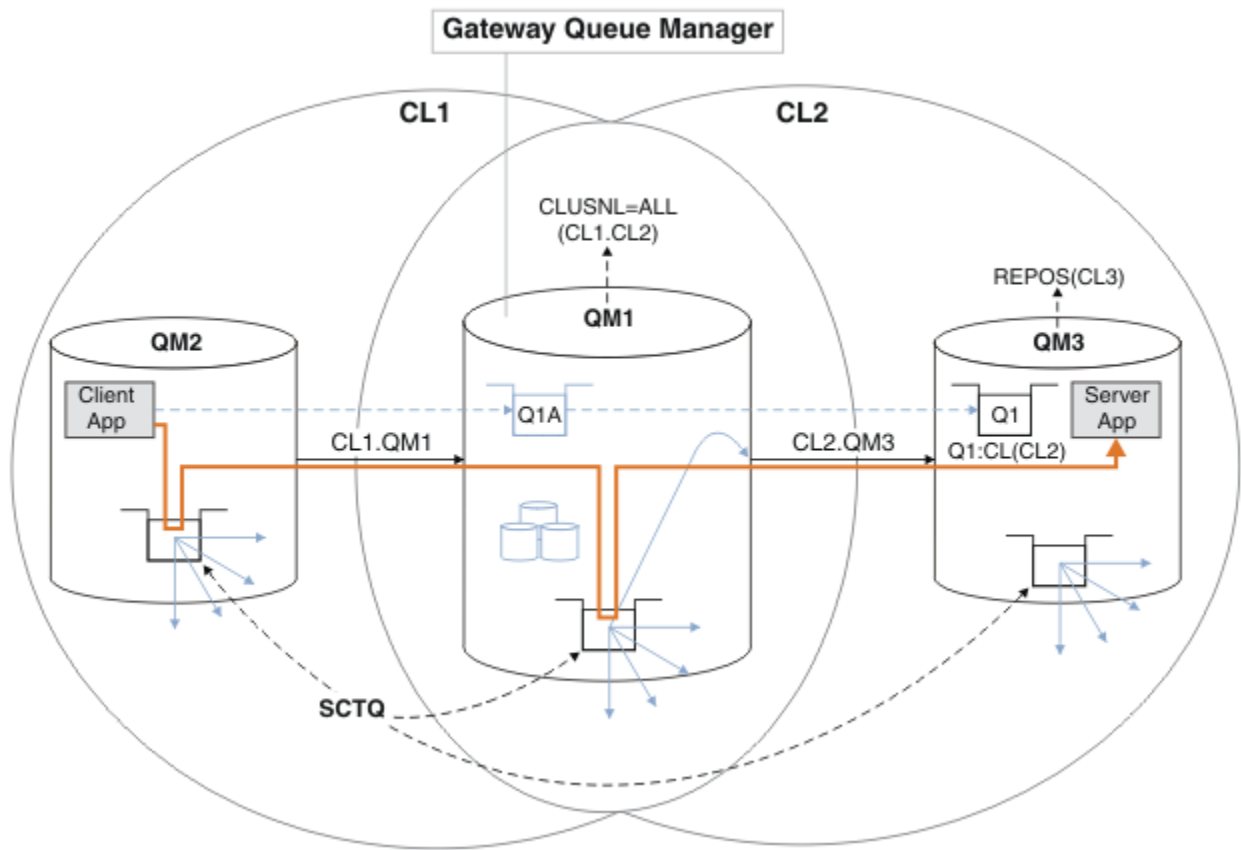 Gateway Queue Manager
CL1
CL2
CLUSNL=ALL
(CL1.CL2)
REPOS(CL3)
QM2
QM1
QM3
Client
App
Q1A
Q1
Server
App
CL1.QM1
CL2.QM3
Q1:CL(CL2)
SCTQ